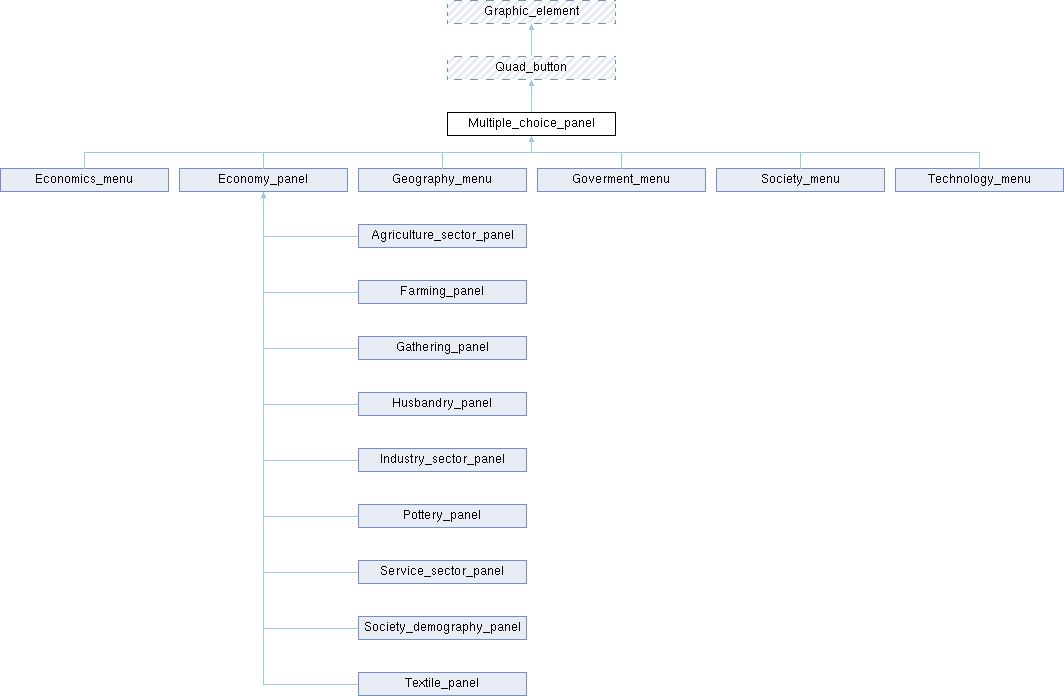 Graphic_element
Quad_button
Multiple_choice_panel
Economics_menu
Economy_panel
Geography_menu
Goverment_menu
Society_menu
Technology_menu
Agriculture_sector_panel
Farming_panel
Gathering_panel
Husbandry_panel
Industry_sector_panel
Pottery_panel
Service_sector_panel
Society_demography_panel
Textile_panel